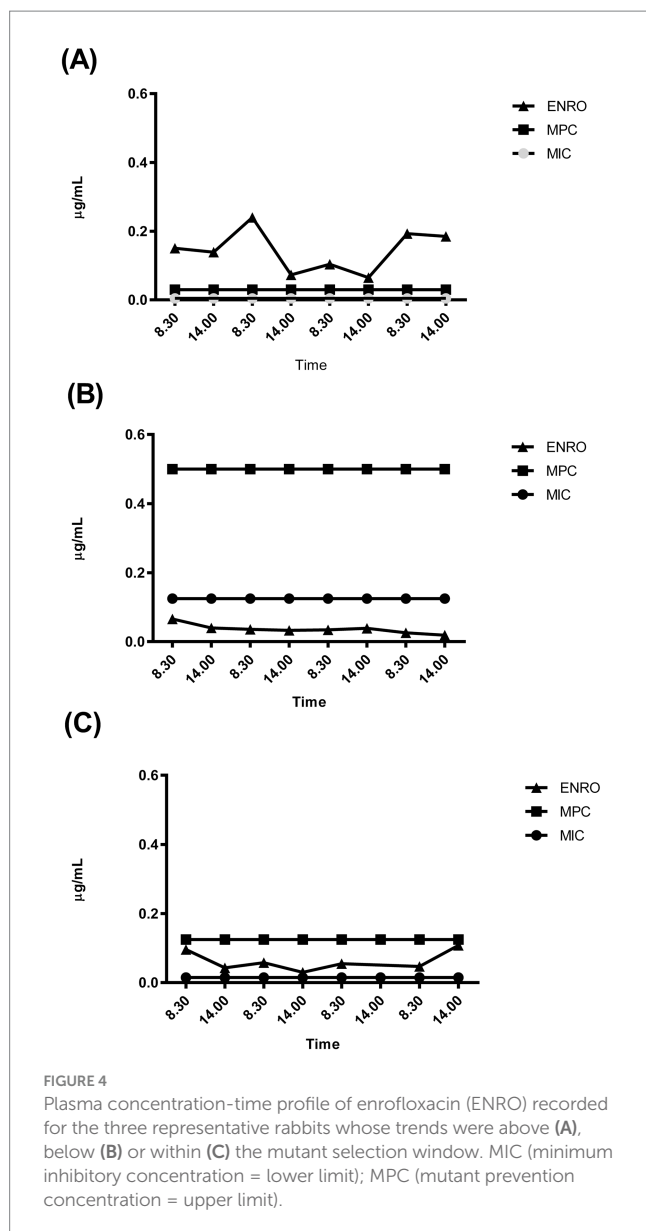 (A)
0.6
0.4
0.2
0.0
µg/mL
8.30 14.00 8.30 14.00 8.30 14.00 8.30 14.00
Time
ENRO
MPC
MIC
(B)
0.6
0.4
0.2
0.0
µg/mL
8.30 14.00 8.30 14.00 8.30 14.00 8.30 14.00
Time
ENRO
MPC
MIC
(C)
0.6
0.4
0.2
0.0
µg/mL
8.30 14.00 8.30 14.00 8.30 14.00 8.30 14.00
Time
ENRO
MPC
MIC
FIGURE 4
Plasma concentration-time profile of enrofloxacin (ENRO) recorded
for the three representative rabbits whose trends were above (A),
below (B) or within (C) the mutant selection window. MIC (minimum
inhibitory concentration = lower limit); MPC (mutant prevention
concentration = upper limit).